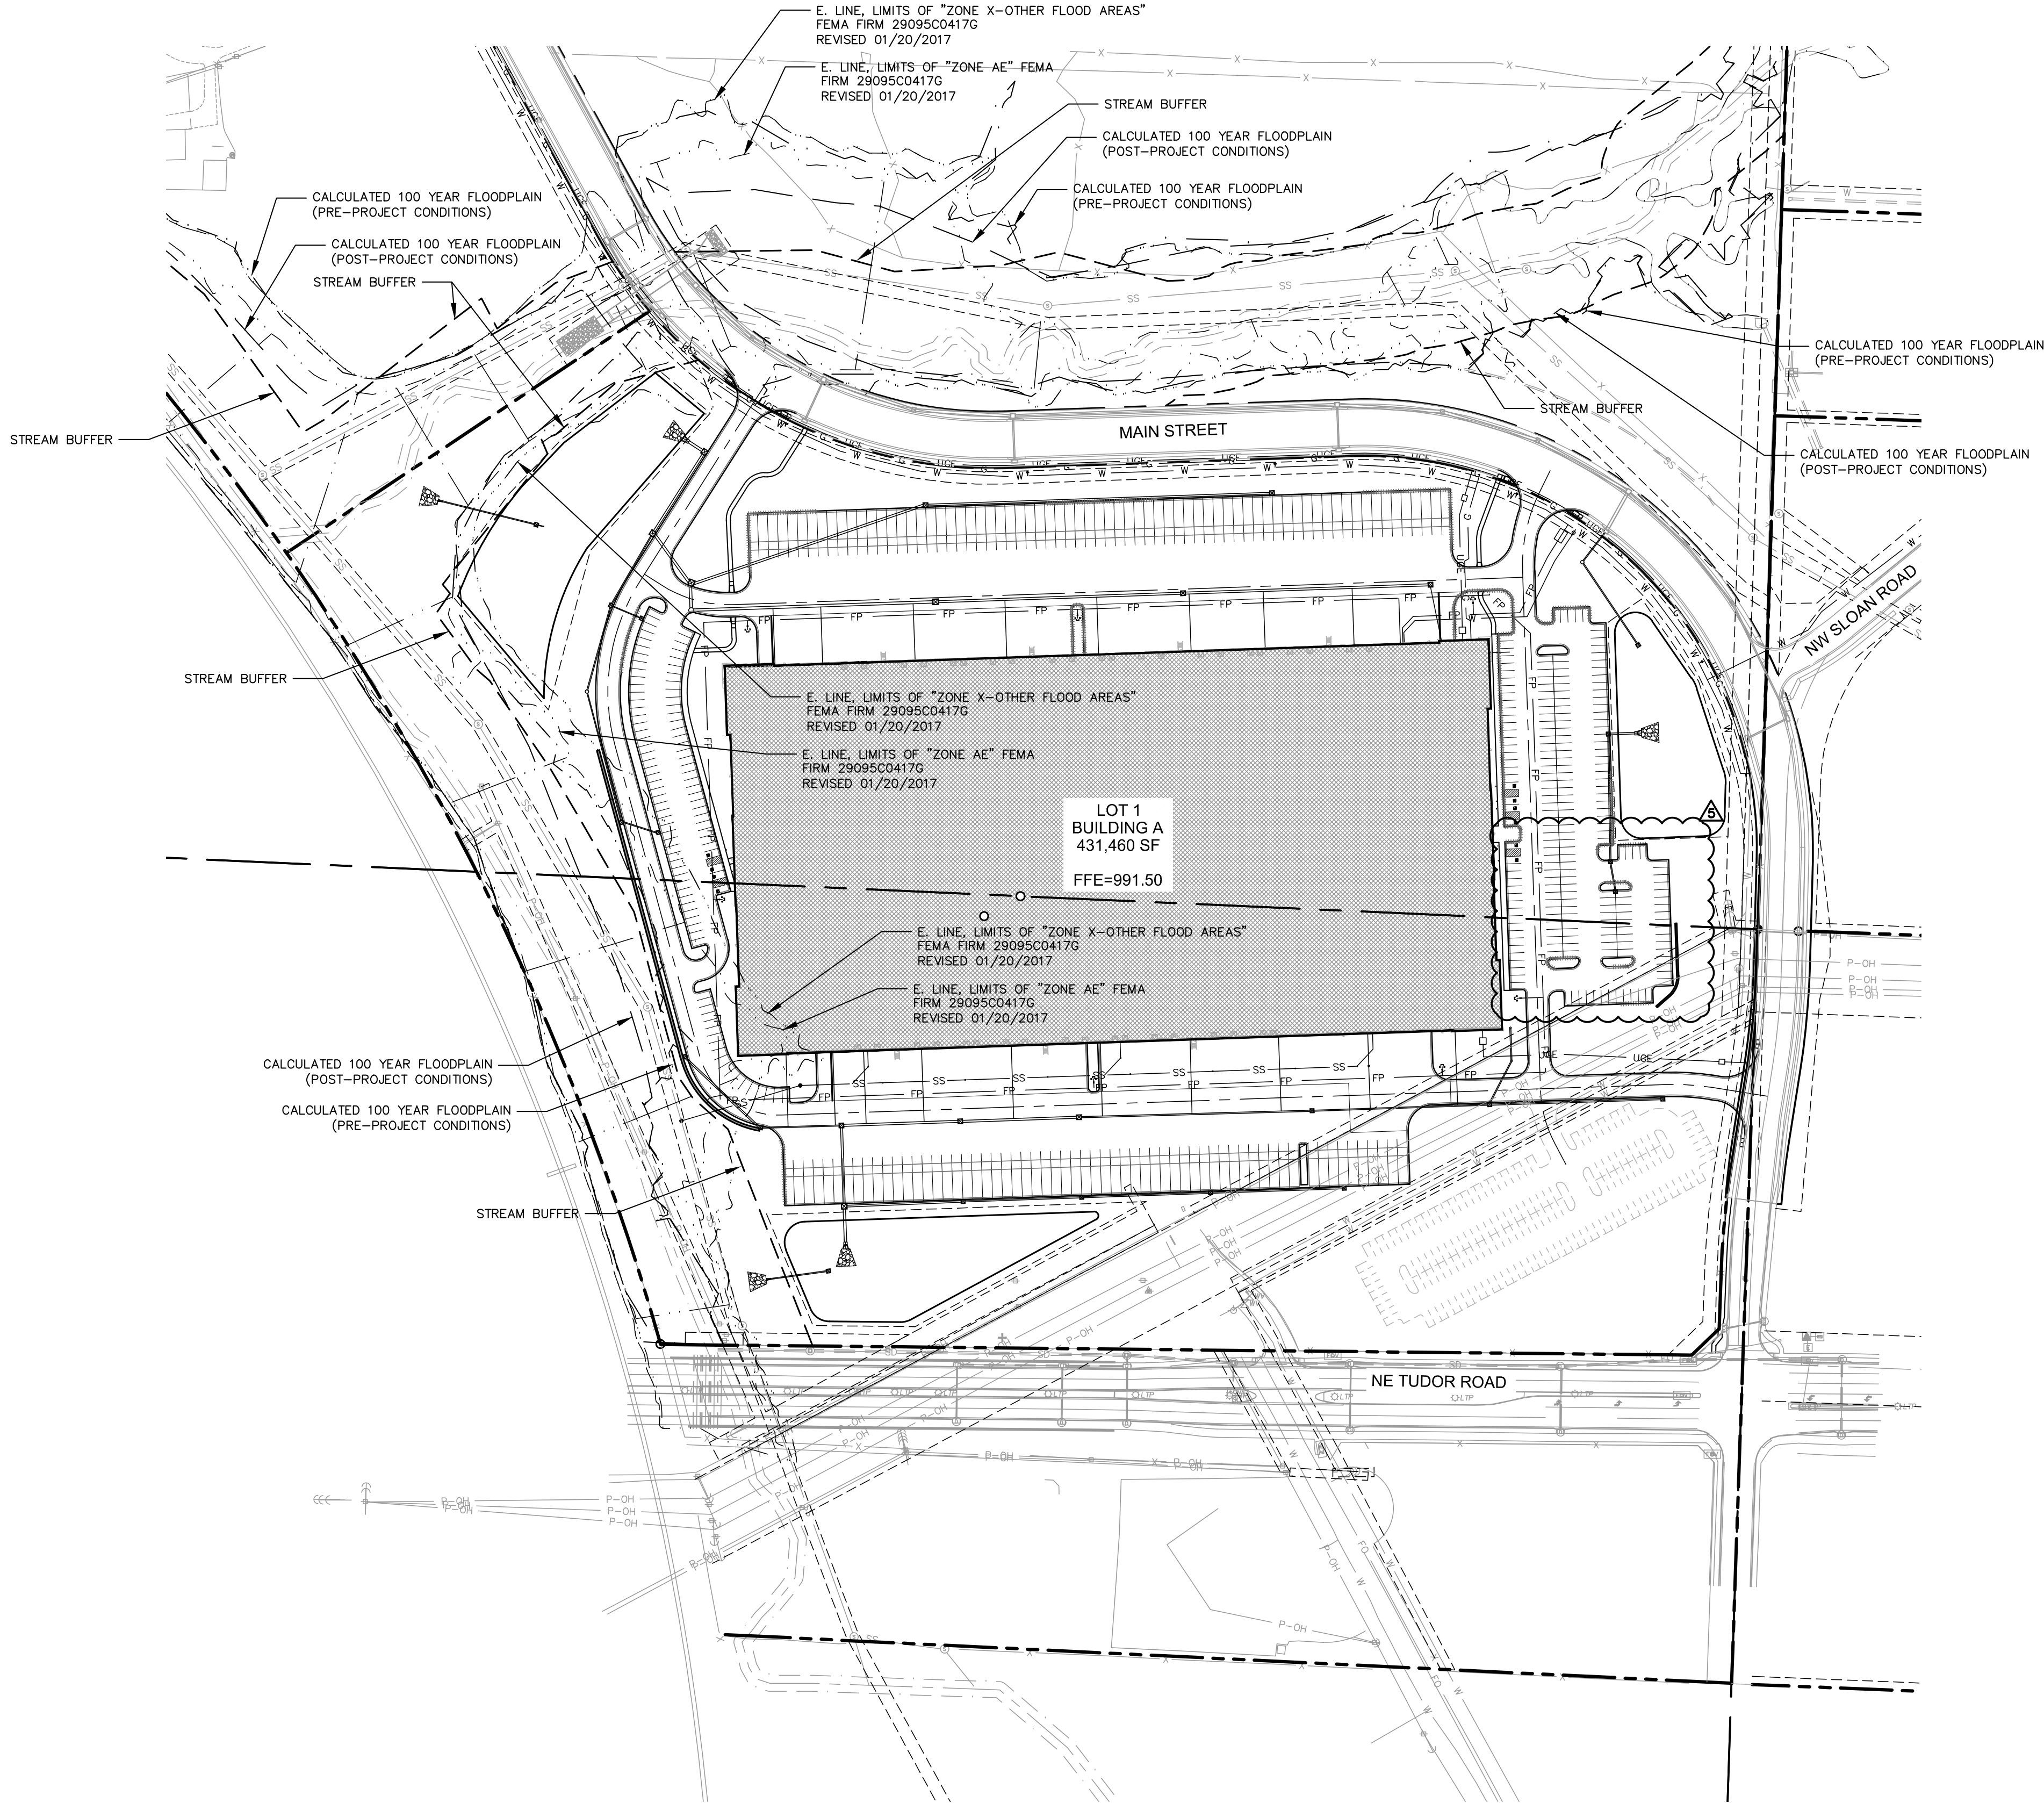 E. LINE, LIMITS OF "ZONE X-OTHER FLOOD AREAS"
FEMA FIRM 29095C0417G
REVISED 01/20/2017
E. LINE, LIMITS OF "ZONE AE" FEMA
FIRM 29095C0417G
REVISED 01/20/2017
STREAM BUFFER
CALCULATED 100 YEAR FLOODPLAIN
(POST-PROJECT CONDITIONS)
CALCULATED 100 YEAR FLOODPLAIN
(PRE-PROJECT CONDITIONS)
CALCULATED 100 YEAR FLOODPLAIN
(PRE-PROJECT CONDITIONS)
CALCULATED 100 YEAR FLOODPLAIN
(POST-PROJECT CONDITIONS)
STREAM BUFFER
CALCULATED 100 YEAR FLOODPLAIN
(PRE-PROJECT CONDITIONS)
STREAM BUFFER
STREAM BUFFER
MAIN STREET
CALCULATED 100 YEAR FLOODPLAIN
(POST-PROJECT CONDITIONS)
NW SLOAN ROAD
STREAM BUFFER
E. LINE, LIMITS OF "ZONE X-OTHER FLOOD AREAS"
FEMA FIRM 29095C0417G
REVISED 01/20/2017
E. LINE, LIMITS OF "ZONE AE" FEMA
FIRM 29095C0417G
REVISED 01/20/2017
LOT 1
BUILDING A
431,460 SF
FFE=991.50
5
E. LINE, LIMITS OF "ZONE X-OTHER FLOOD AREAS"
FEMA FIRM 29095C0417G
REVISED 01/20/2017
E. LINE, LIMITS OF "ZONE AE" FEMA
FIRM 29095C0417G
REVISED 01/20/2017
CALCULATED 100 YEAR FLOODPLAIN
(POST-PROJECT CONDITIONS)
CALCULATED 100 YEAR FLOODPLAIN
(PRE-PROJECT CONDITIONS)
STREAM BUFFER
NE TUDOR ROAD